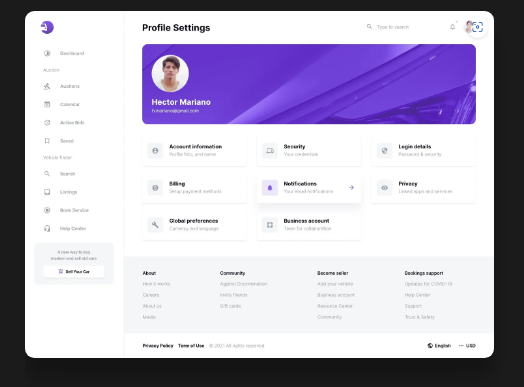 Profile Settings
Type to search
Dashboard
Auction
Auctions
Calendar
Active Bids
Saved
Vehicle Finder
Search
Listings
Book Service
Help Center
A new way to buy
modern and sell old cars
Sell Your Car
Hector Mariano
h.mariano@gmail.com
Account information
Profile foto, and name
Security
Your credentials
Login details
Password & security
Billing
Setup payment methods
Notifications
Your email notifications
Privacy
Linked apps and services
Global preferences
Currency and language
Business account
Team for collaboration
About
How it works
Careers
About us
Media
Community
Against Discrimination
Invite friends
Gift cards
Become seller
Add your vehicle
Business account
Resource Center
Community
Bookings support
Updates for COVID-19
Help Center
Support
Trust & Safety
Privacy Policy Term of Use © 2021 All rights reserved
English
USD